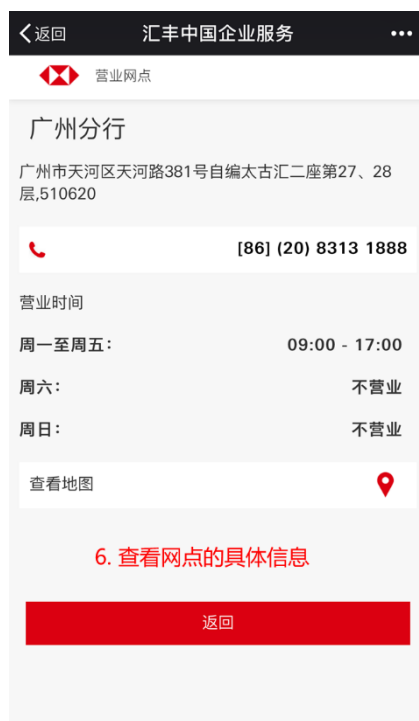 返回 汇丰中国企业服务
营业网点
广州分行
广州市天河区天河路381号自编太古汇二座第27、28
层,510620
[86] (20) 8313 1888
营业时间
周一至周五: 09:00 - 17:00
周六: 不营业
周日: 不营业
查看地图
6. 查看网点的具体信息
返回